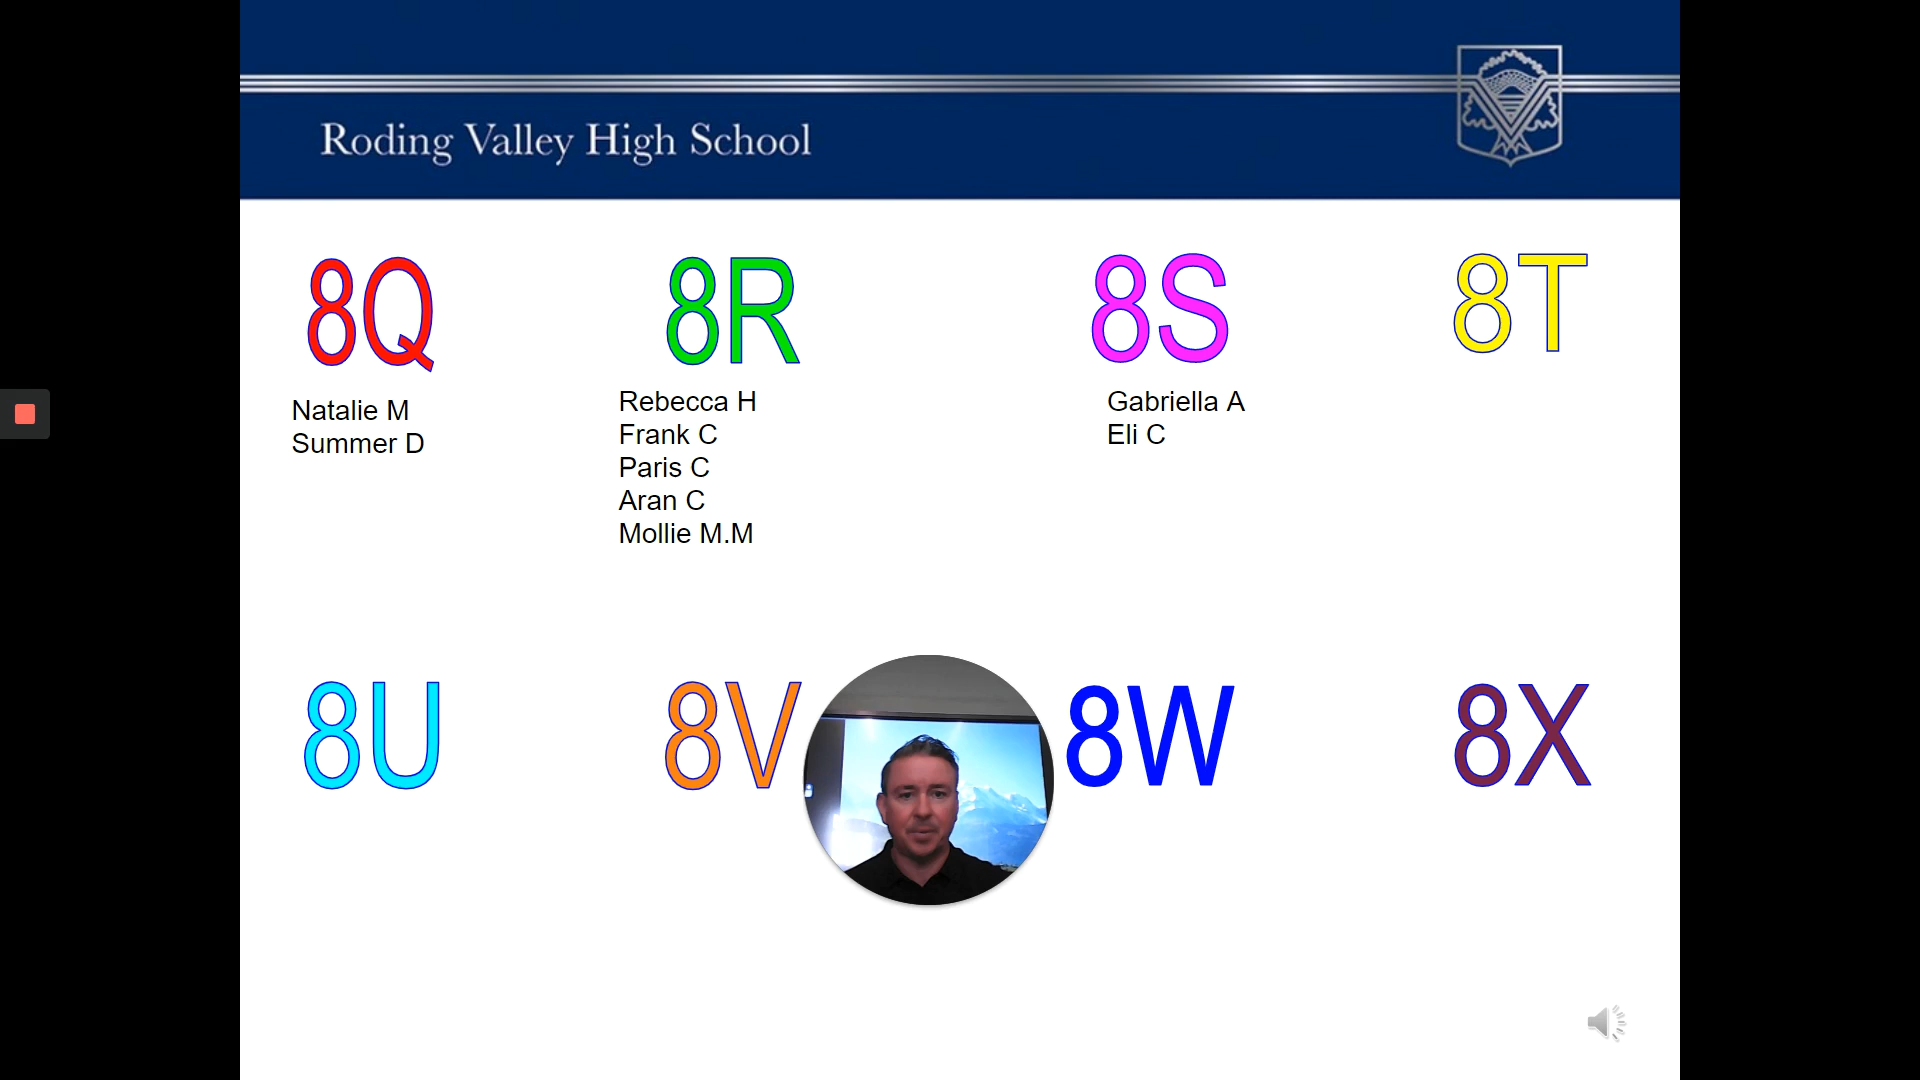 Roding Valley High School
8Q
Natalie M
Summer D
8R
Rebecca H
Frank C
Paris C
Aran C
Mollie M.M
8S
Gabriella A
Eli C
8T
8U
8V
8W
8X